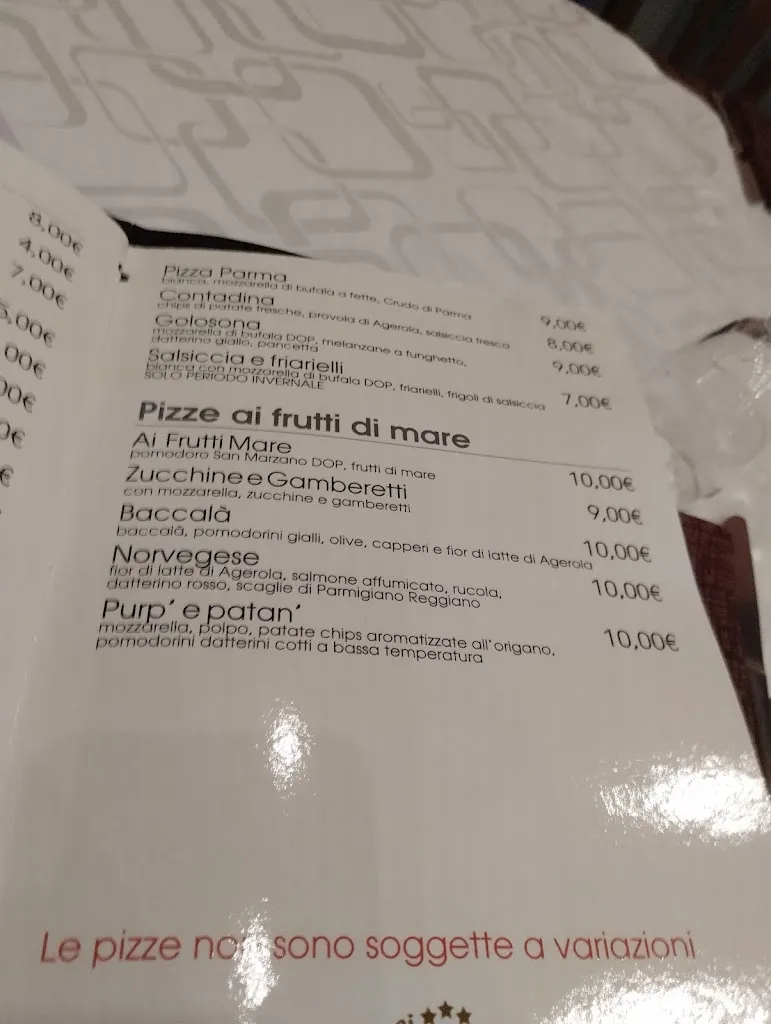 8,00€
4,00€
7,00€
00€
Pizza Parma
bianca, mozzarella di bufala a fette, Crudo di Parma 9,00€
Contadina
chips di patate fresche, provola di Agerola, salsiccia fresca 8,00€
Golosona
mozzarella di bufala DOP, melanzane a funghetto, 9,00€
datterino giallo, pancetta
Salsiccia e friarielli
bianca con mozzarella di bufala DOP, friarielli, frigoli di salsiccia 7,00€
SOLO PERIODO INVERNALE
Pizze ai frutti di mare
Ai Frutti Mare
pomodoro San Marzano DOP, frutti di mare 10,00€
Zucchine e Gamberetti
con mozzarella, zucchine e gamberetti 9,00€
Baccalà
baccalà, pomodorini gialli, olive, capperi e fior di latte di Agerola 10,00€
Norvegese
fior di latte di Agerola, salmone affumicato, rucola, 10,00€
datterino rosso, scaglie di Parmigiano Reggiano
Purp' e patan'
mozzarella, polpo, patate chips aromatizzate all'origano, 10,00€
pomodorini datterini cotti a bassa temperatura
Le pizze non sono soggette a variazioni